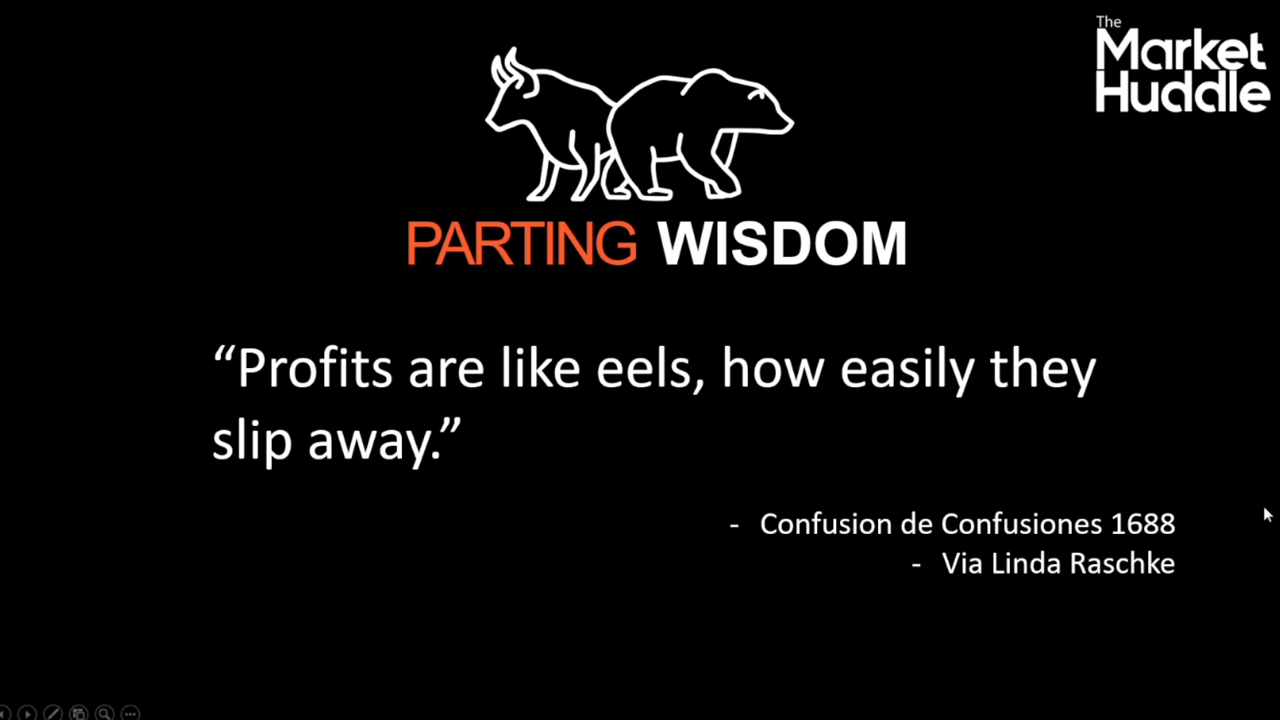 The
Market
Huddle
PARTING WISDOM
“Profits are like eels, how easily they
slip away.”
- Confusion de Confusiones 1688
- Via Linda Raschke